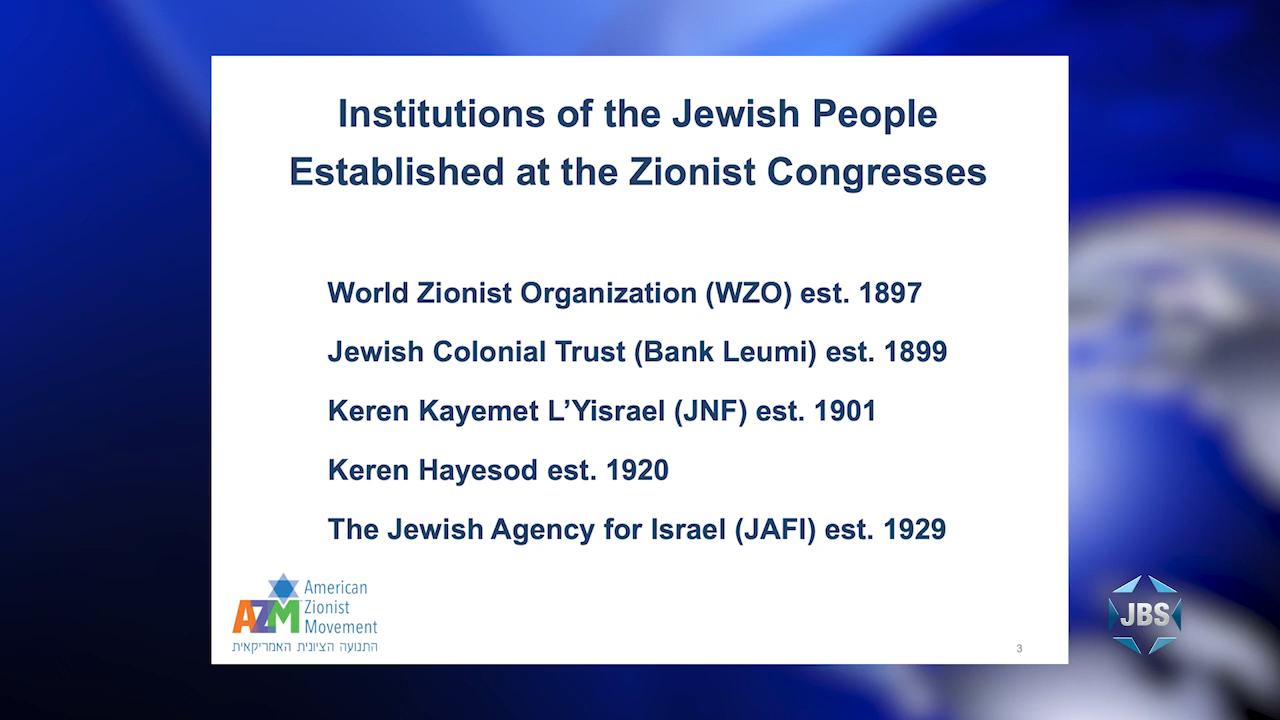 Institutions of the Jewish People
Established at the Zionist Congresses
World Zionist Organization (WZO) est. 1897
Jewish Colonial Trust (Bank Leumi) est. 1899
Keren Kayemet L’Yisrael (JNF) est. 1901
Keren Hayesod est. 1920
The Jewish Agency for Israel (JAFI) est. 1929
AZM
American
Zionist
Movement
התנועה הציונית האמריקאית
3
JBS